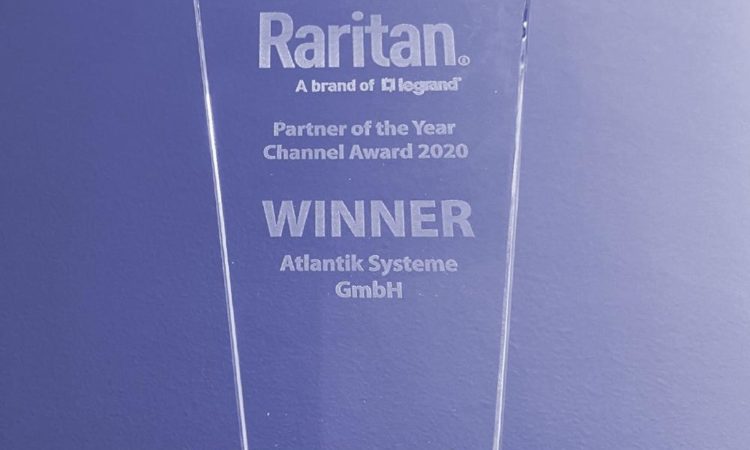 Raritan®
A brand of legrand®
Partner of the Year
Channel Award 2020
WINNER
Atlantik Systeme
GmbH